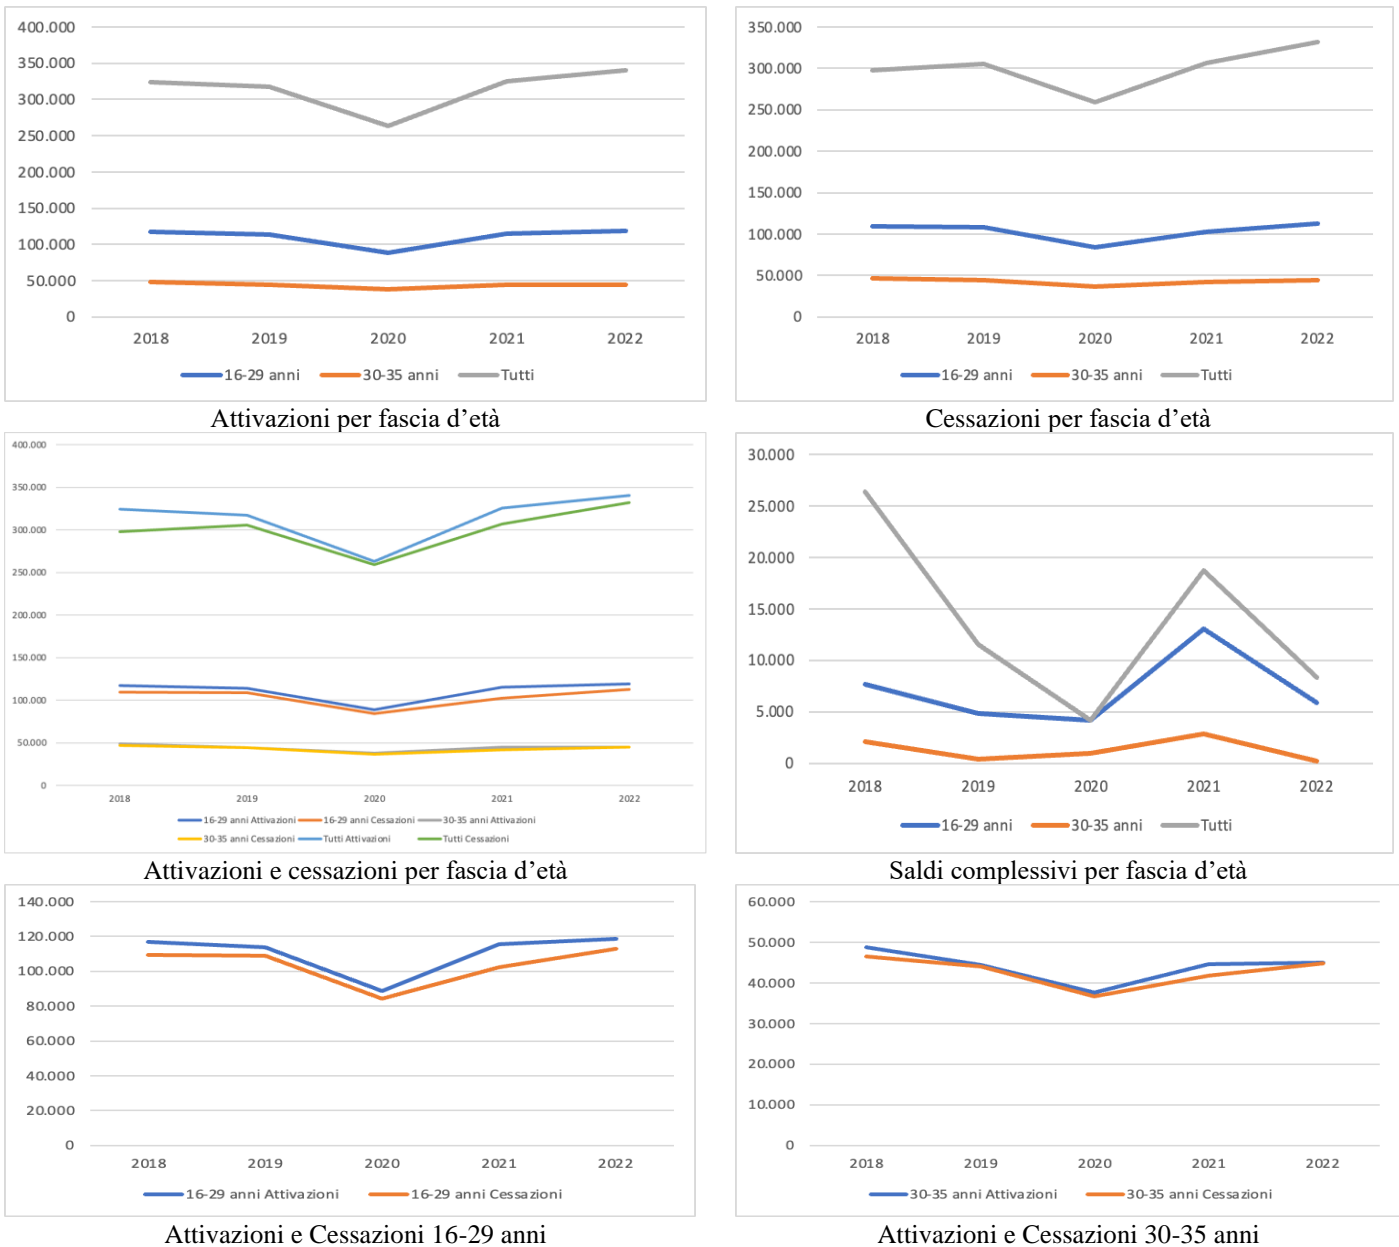 400.000
350.000
300.000
250.000
200.000
150.000
100.000
50.000
0
2018 2019 2020 2021 2022
16-29 anni 30-35 anni Tutti
Attivazioni per fascia d’età
350.000
300.000
250.000
200.000
150.000
100.000
50.000
0
2018 2019 2020 2021 2022
16-29 anni 30-35 anni Tutti
Cessazioni per fascia d’età
400.000
350.000
300.000
250.000
200.000
150.000
100.000
50.000
0
2018 2019 2020 2021 2022
16-29 anni Attivazioni 16-29 anni Cessazioni 30-35 anni Attivazioni
30-35 anni Cessazioni Tutti Attivazioni Tutti Cessazioni
Attivazioni e cessazioni per fascia d’età
30.000
25.000
20.000
15.000
10.000
5.000
0
2018 2019 2020 2021 2022
16-29 anni 30-35 anni Tutti
Saldi complessivi per fascia d’età
140.000
120.000
100.000
80.000
60.000
40.000
20.000
0
2018 2019 2020 2021 2022
16-29 anni Attivazioni 16-29 anni Cessazioni
Attivazioni e Cessazioni 16-29 anni
60.000
50.000
40.000
30.000
20.000
10.000
0
2018 2019 2020 2021 2022
30-35 anni Attivazioni 30-35 anni Cessazioni
Attivazioni e Cessazioni 30-35 anni